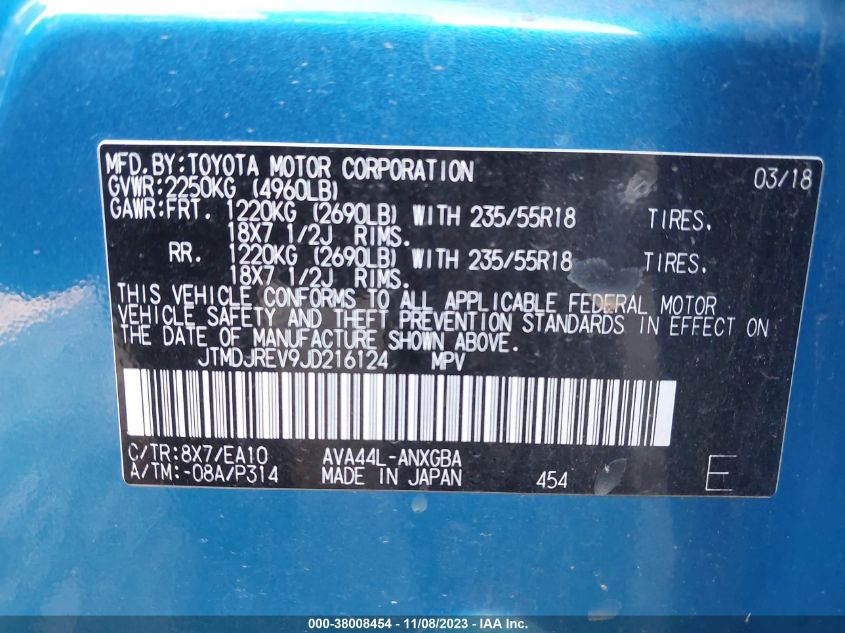 MFD.BY:TOYOTA MOTOR CORPORATION 03/18
GVWR:2250KG (4960LB)
GAWR:FRT. 1220KG (2690LB) WITH 235/55R18 TIRES.
18X7 1/2J RIMS.
RR. 1220KG (2690LB) WITH 235/55R18 TIRES.
18X7 1/2J RIMS.
THIS VEHICLE CONFORMS TO ALL APPLICABLE FEDERAL MOTOR
VEHICLE SAFETY AND THEFT PREVENTION STANDARDS IN EFFECT ON
THE DATE OF MANUFACTURE SHOWN ABOVE.
JTMDJREV9JD216124 MPV
C/TR:8X7/EA10 AVA44L-ANXGBA
A/TM:-08A/P314 MADE IN JAPAN 454 E
000-38008454 - 11/08/2023 - IAA Inc.